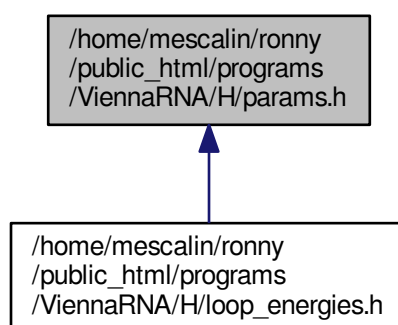 /home/mescalin/ronny
/public_html/programs
/ViennaRNA/H/params.h
/home/mescalin/ronny
/public_html/programs
/ViennaRNA/H/loop_energies.h